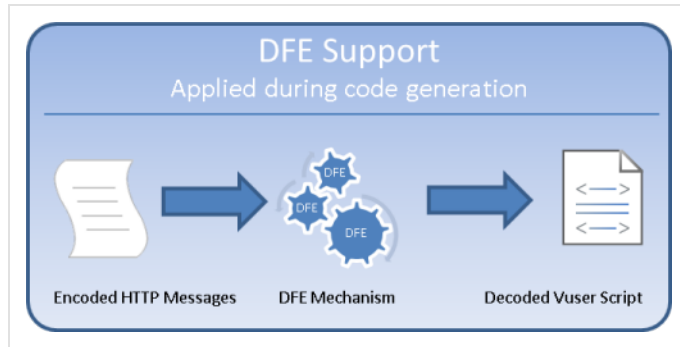 DFE Support
Applied during code generation
DFE
DFE
DFE
Encoded HTTP Messages
DFE Mechanism
Decoded Vuser Script